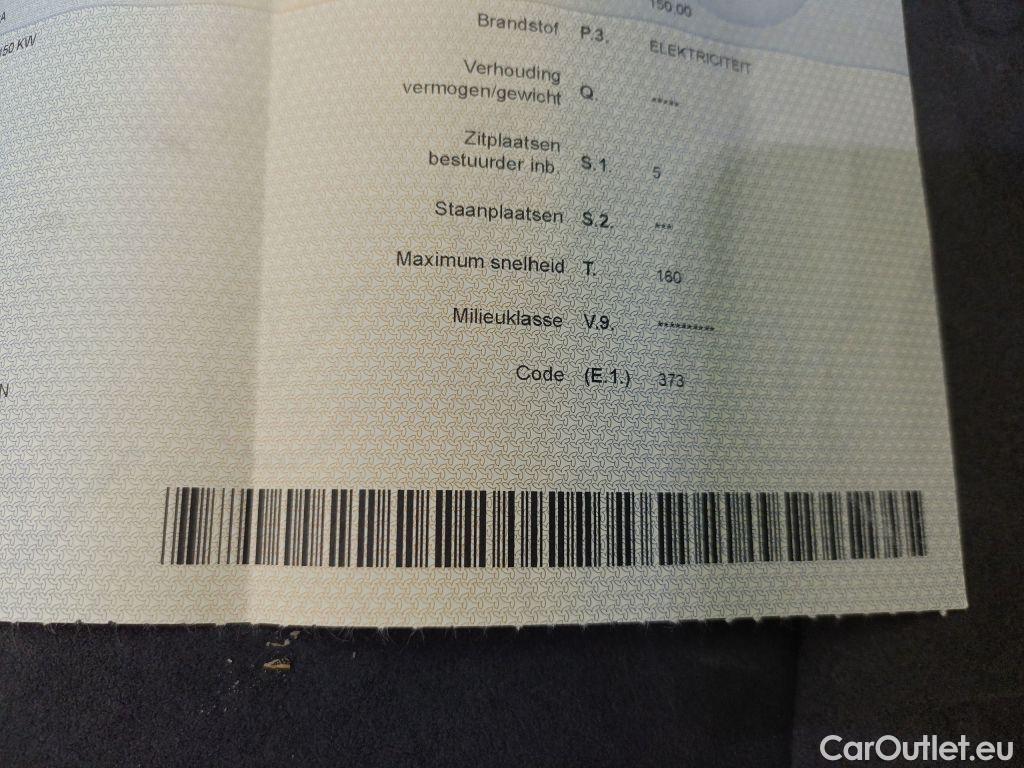 A
150 KW
150.00
Brandstof P.3. ELEKTRICITEIT
Verhouding
vermogen/gewicht Q. *****
Zitplaatsen
bestuurder inb. S.1. 5
Staanplaatsen S.2. ***
Maximum snelheid T. 160
Milieuklasse V.9. **********
Code (E.1.) 373
N
CarOutlet.eu